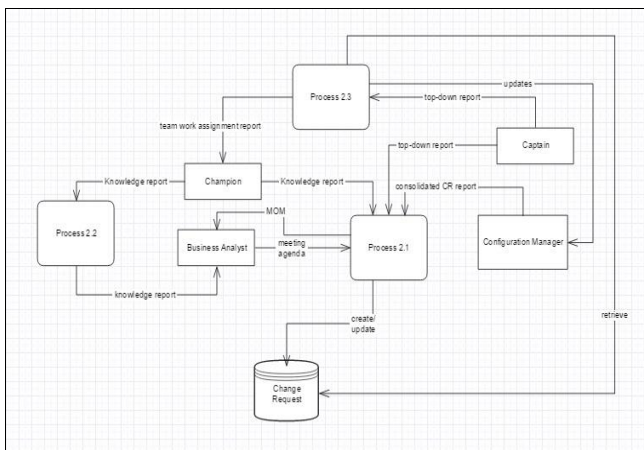 updates
Process 2.3
top-down report
team work assignment report
Captain
top-down report
Knowledge report
Champion
Knowledge report
consolidated CR report
MOM
Process 2.2
Business Analyst
meeting
agenda
Process 2.1
Configuration Manager
knowledge report
create/
update
retrieve
Change
Request